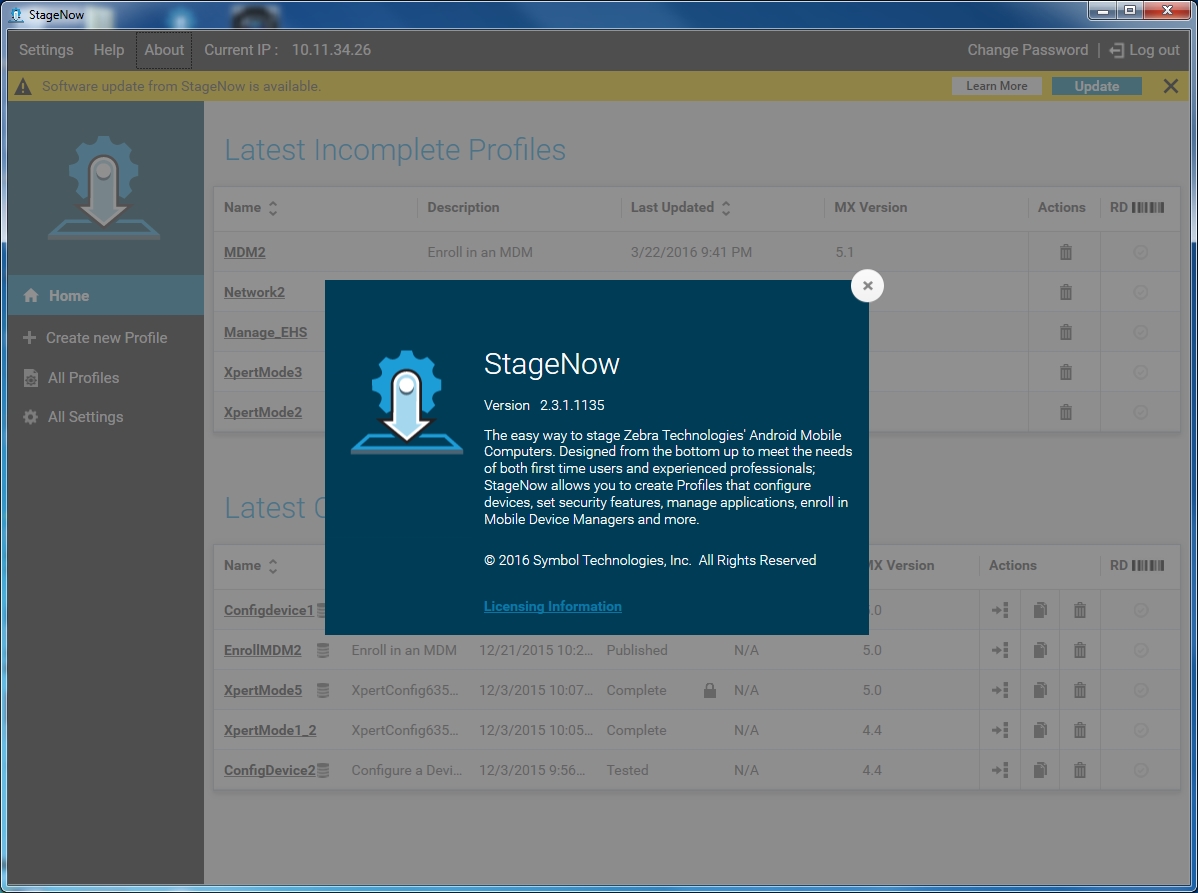 StageNow
Settings Help About Current IP : 10.11.34.26 Change Password | Log out
Software update from StageNow is available. Learn More Update
Latest Incomplete Profiles
Name Description Last Updated MX Version Actions RD
MDM2 Enroll in an MDM 3/22/2016 9:41 PM 5.1
Network2
Manage_EHS
XpertMode3
XpertMode2
Home
Create new Profile
All Profiles
All Settings
StageNow
Version 2.3.1.1135
The easy way to stage Zebra Technologies' Android Mobile
Computers. Designed from the bottom up to meet the needs
of both first time users and experienced professionals;
StageNow allows you to create Profiles that configure
devices, set security features, manage applications, enroll in
Mobile Device Managers and more.
© 2016 Symbol Technologies, Inc. All Rights Reserved
Licensing Information
Latest
Name MX Version Actions RD
Configdevice1 .0
EnrollMDM2 Enroll in an MDM 12/21/2015 10:2... Published N/A 5.0
XpertMode5 XpertConfig635... 12/3/2015 10:07... Complete N/A 5.0
XpertMode1_2 XpertConfig635... 12/3/2015 10:05... Complete N/A 4.4
ConfigDevice2 Configure a Devi... 12/3/2015 9:56... Tested N/A 4.4